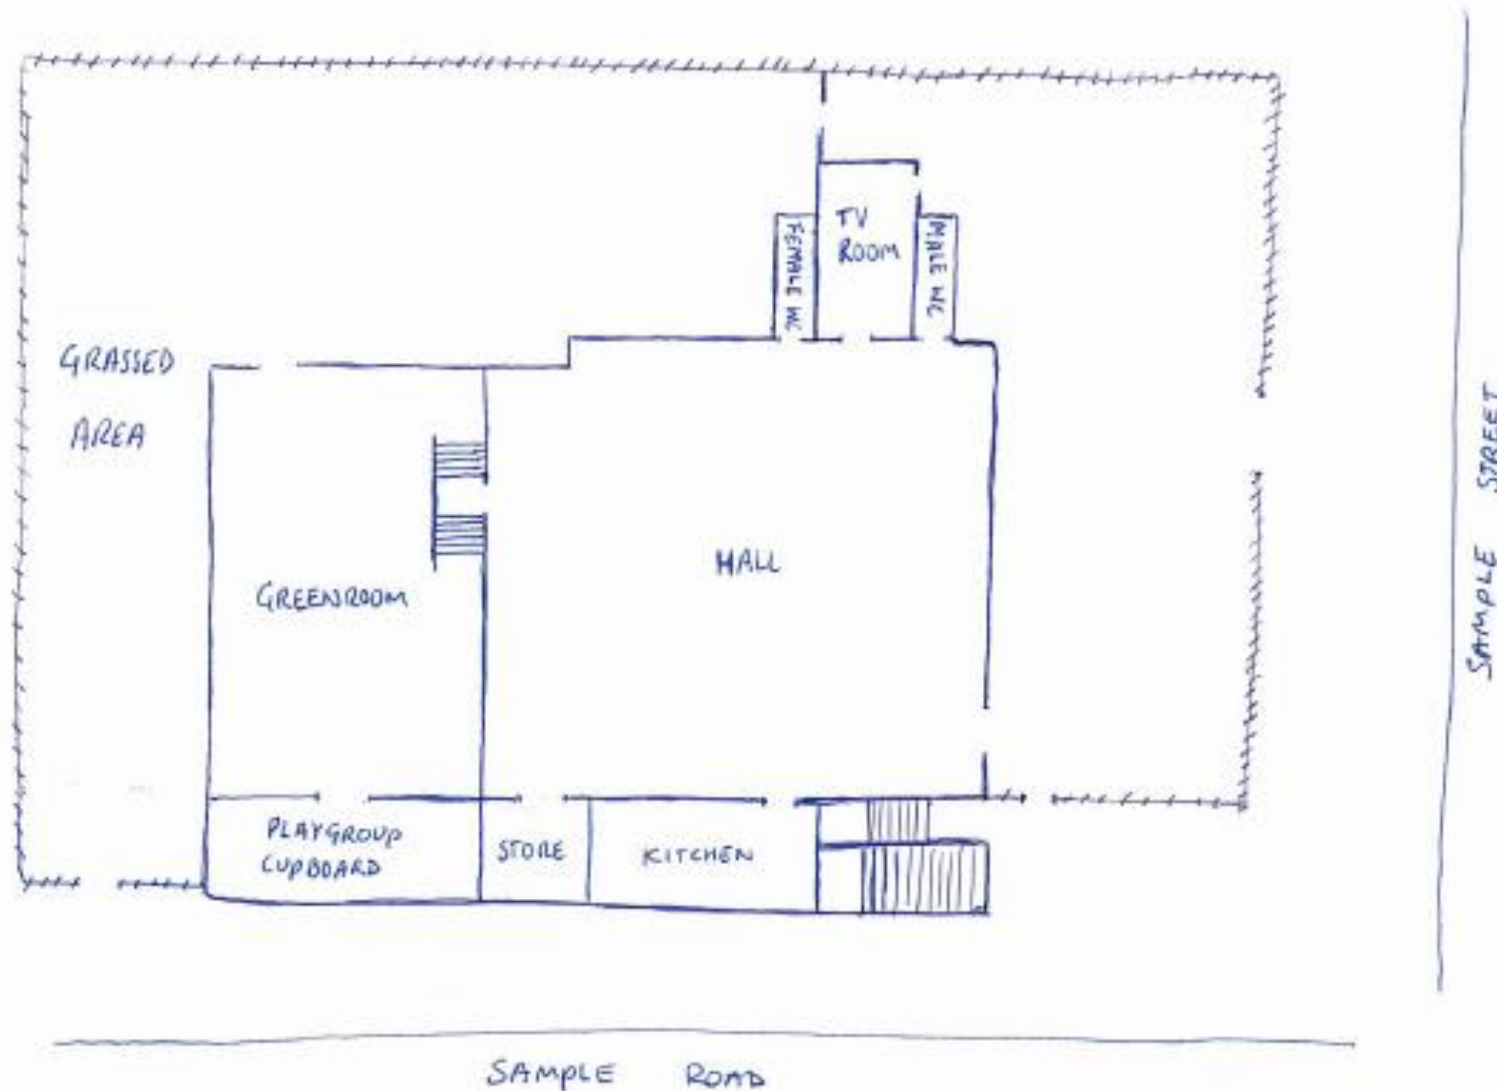 TV
ROOM
FEMALE WC
MALE WC
GRASSED
AREA
HALL
GREENROOM
PLAYGROUP
CUPBOARD
STORE
KITCHEN
SAMPLE STREET
SAMPLE ROAD